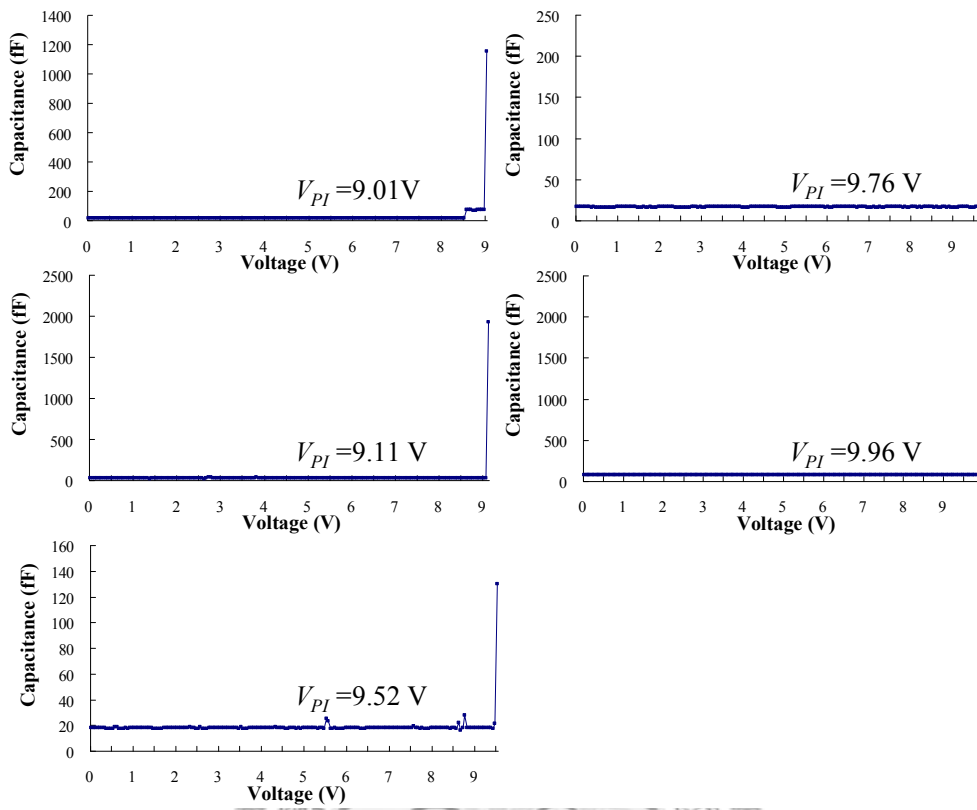 Capacitance (fF)
1400
1200
1000
800
600
400
200
0
V_PI =9.01V
0 1 2 3 4 5 6 7 8 9
Voltage (V)
Capacitance (fF)
250
200
150
100
50
0
V_PI =9.76 V
0 1 2 3 4 5 6 7 8 9
Voltage (V)
Capacitance (fF)
2500
2000
1500
1000
500
0
V_PI =9.11 V
0 1 2 3 4 5 6 7 8 9
Voltage (V)
Capacitance (fF)
2500
2000
1500
1000
500
0
V_PI =9.96 V
0 1 2 3 4 5 6 7 8 9
Voltage (V)
Capacitance (fF)
160
140
120
100
80
60
40
20
0
V_PI =9.52 V
0 1 2 3 4 5 6 7 8 9
Voltage (V)